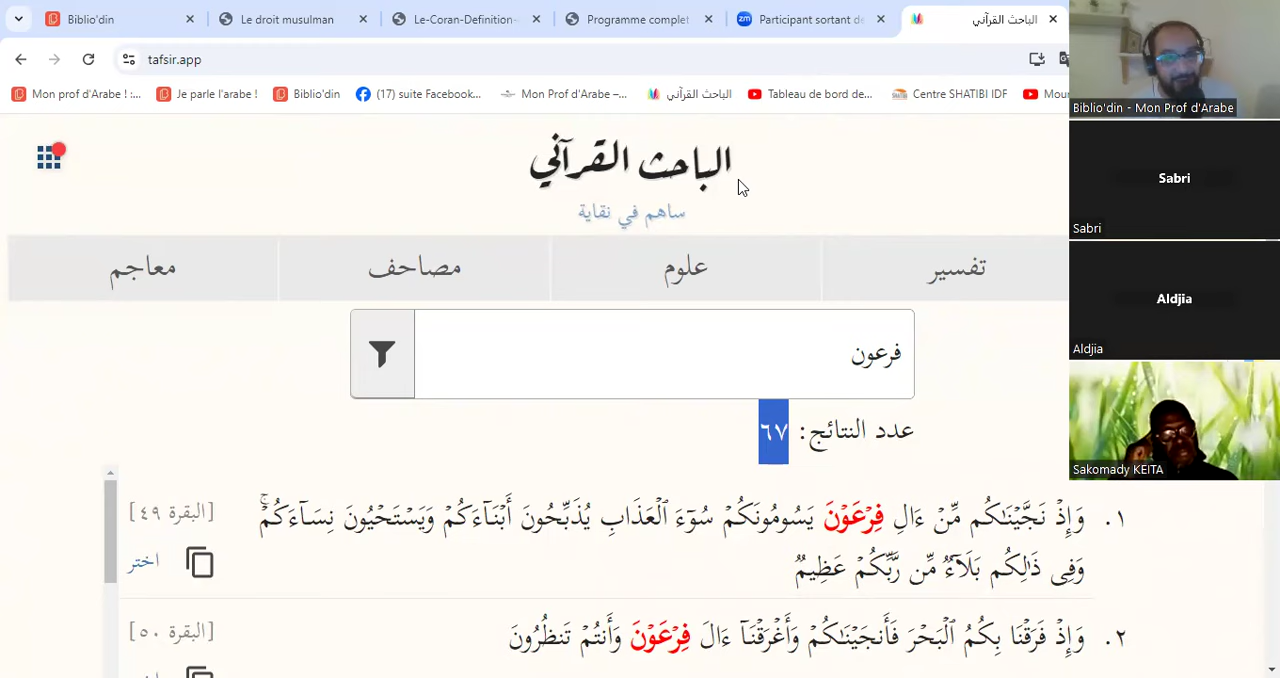 Biblio'din
Le droit musulman
Le-Coran-Definition-
Programme complet
Participant sortant de
الباحث القرآني
tafsir.app
Mon prof d'Arabe ! :...
Je parle l'arabe !
Biblio'din
(17) suite Facebook...
Mon Prof d'Arabe –...
الباحث القرآني
Tableau de bord de...
Centre SHATIBI IDF
Mour
الباحث القرآني
ساهم في نقاية
تفسير
علوم
مصاحف
معاجم
فرعون
عدد النتائج: ٦٧
١. وَإِذْ نَجَّيْنَـٰكُم مِّنْ ءَالِ فِرْعَوْنَ يَسُومُونَكُمْ سُوۤءَ ٱلْعَذَابِ يُذَبِّحُونَ أَبْنَاۤءَكُمْ وَيَسْتَحْيُونَ نِسَاۤءَكُمْۚ
وَفِى ذَ ٰلِكُم بَلَاۤءࣱ مِّن رَّبِّكُمْ عَظِيمࣱ
[البقرة ٤٩]
اختر
٢. وَإِذْ فَرَقْنَا بِكُمُ ٱلْبَحْرَ فَأَنجَيْنَـٰكُمْ وَأَغْرَقْنَاۤ ءَالَ فِرْعَوْنَ وَأَنتُمْ تَنظُرُونَ
[البقرة ٥٠]
Biblio'din - Mon Prof d'Arabe
Sabri
Sabri
Aldjia
Aldjia
Sakomady KEITA